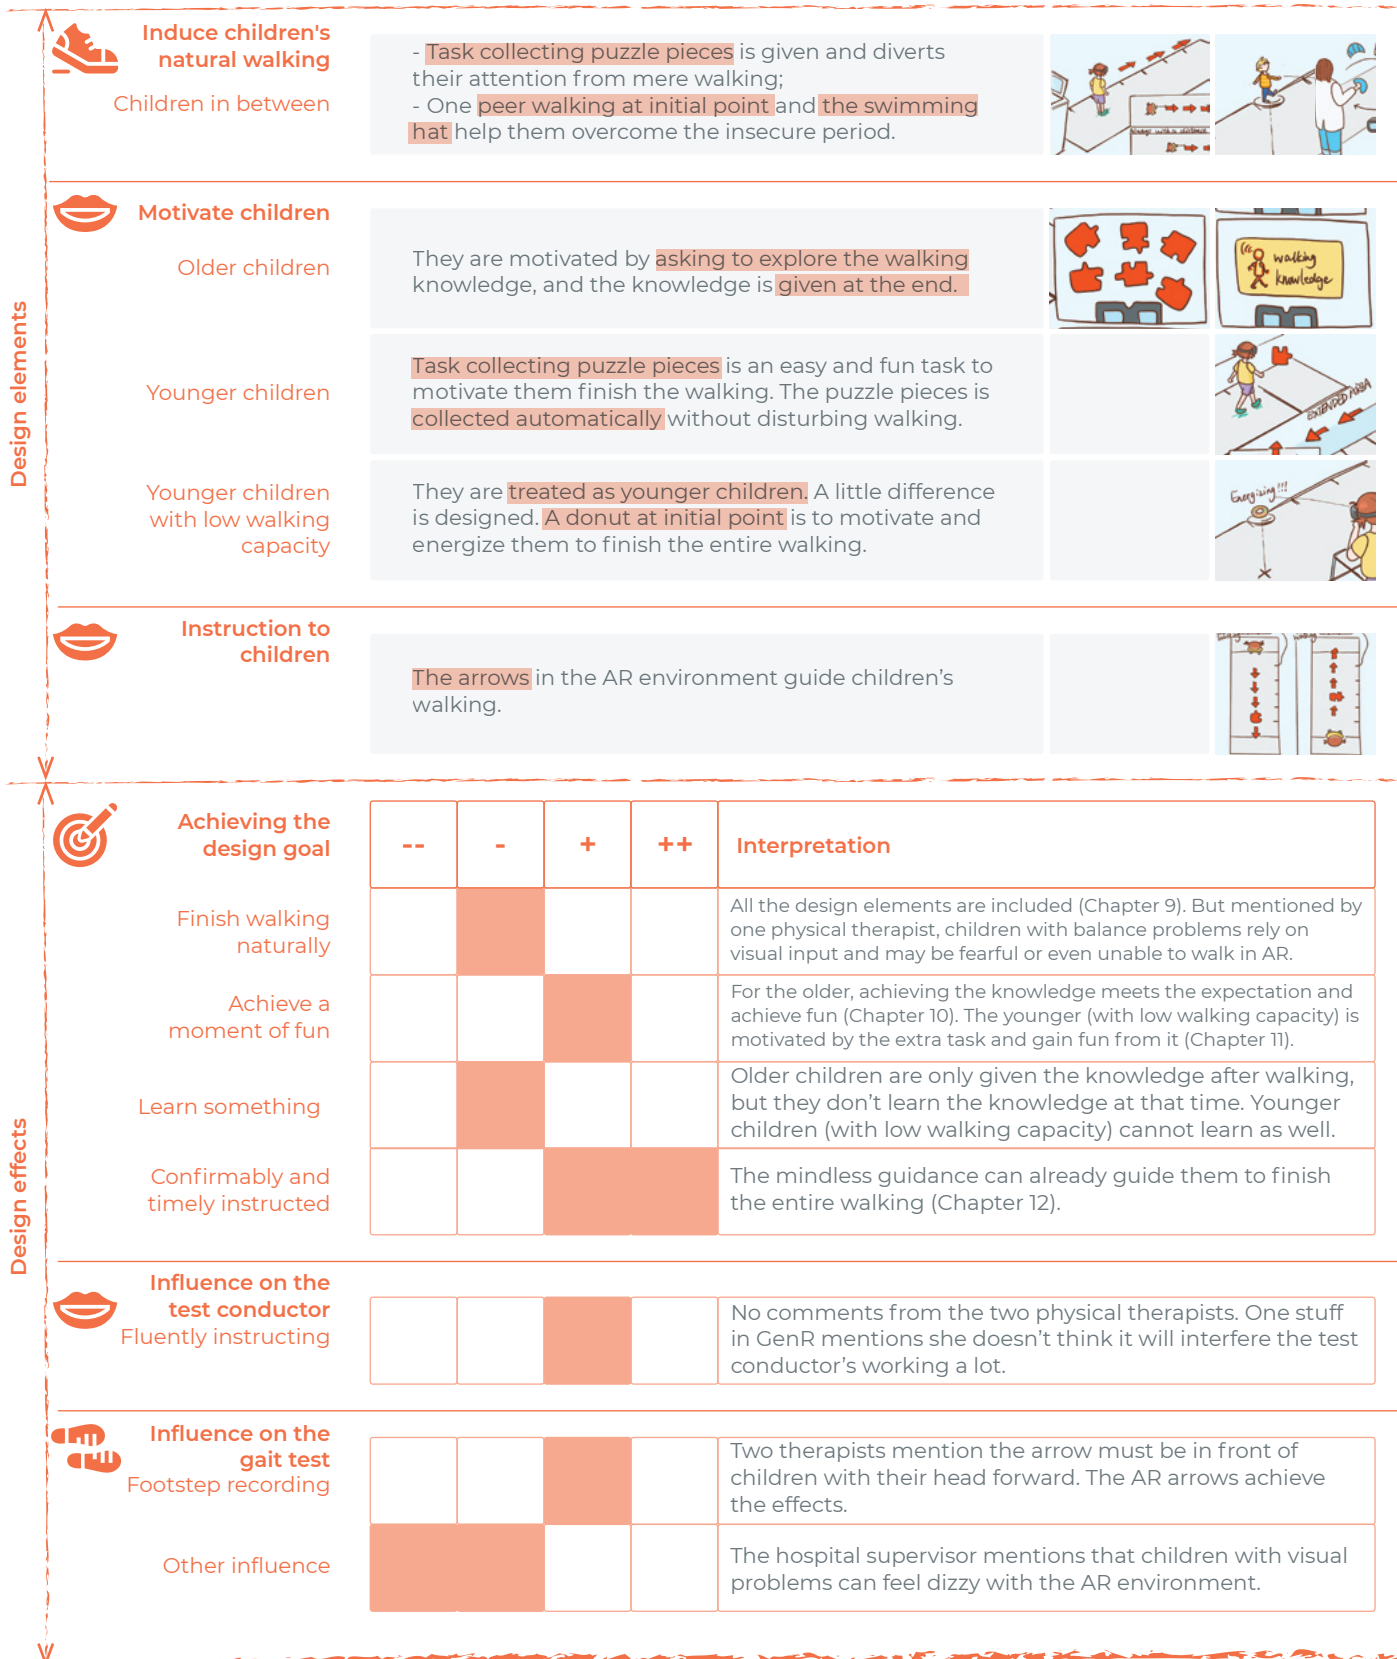 Induce children's
natural walking
Children in between
- Task collecting puzzle pieces is given and diverts
their attention from mere walking;
- One peer walking at initial point and the swimming
hat help them overcome the insecure period.
Design elements
Motivate children
Older children
They are motivated by asking to explore the walking
knowledge, and the knowledge is given at the end.
walking
knowledge
Younger children
Task collecting puzzle pieces is an easy and fun task to
motivate them finish the walking. The puzzle pieces is
collected automatically without disturbing walking.
EXTENDED
Younger children
with low walking
capacity
They are treated as younger children. A little difference
is designed. A donut at initial point is to motivate and
energize them to finish the entire walking.
Energizing!!!
Instruction to
children
The arrows in the AR environment guide children’s
walking.
Design effects
Achieving the
design goal
-- - + ++ Interpretation
Finish walking
naturally
All the design elements are included (Chapter 9). But mentioned by
one physical therapist, children with balance problems rely on
visual input and may be fearful or even unable to walk in AR.
Achieve a
moment of fun
For the older, achieving the knowledge meets the expectation and
achieve fun (Chapter 10). The younger (with low walking capacity) is
motivated by the extra task and gain fun from it (Chapter 11).
Learn something
Older children are only given the knowledge after walking,
but they don’t learn the knowledge at that time. Younger
children (with low walking capacity) cannot learn as well.
Confirmably and
timely instructed
The mindless guidance can already guide them to finish
the entire walking (Chapter 12).
Influence on the
test conductor
Fluently instructing
No comments from the two physical therapists. One stuff
in GenR mentions she doesn’t think it will interfere the test
conductor’s working a lot.
Influence on the
gait test
Footstep recording
Two therapists mention the arrow must be in front of
children with their head forward. The AR arrows achieve
the effects.
Other influence
The hospital supervisor mentions that children with visual
problems can feel dizzy with the AR environment.